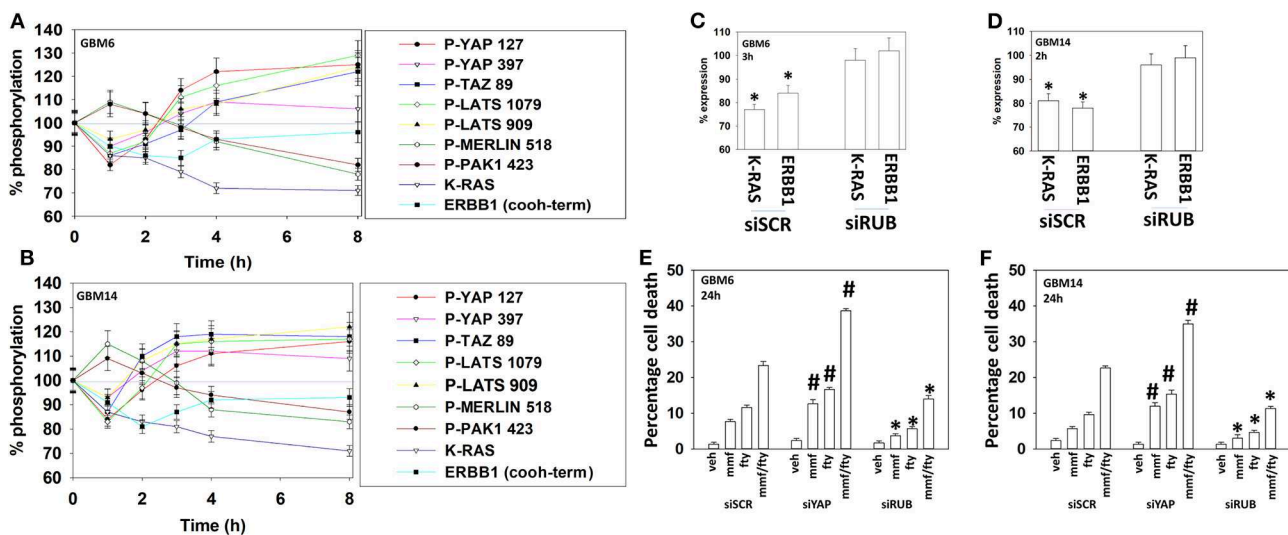 A
% phosphorylation
140
130
120
110
100
90
80
70
60
GBM6
0
2
4
6
8
Time (h)
P-YAP 127
P-YAP 397
P-TAZ 89
P-LATS 1079
P-LATS 909
P-MERLIN 518
P-PAK1 423
K-RAS
ERBB1 (cooh-term)
B
% phosphorylation
140
130
120
110
100
90
80
70
60
GBM14
0
2
4
6
8
Time (h)
P-YAP 127
P-YAP 397
P-TAZ 89
P-LATS 1079
P-LATS 909
P-MERLIN 518
P-PAK1 423
K-RAS
ERBB1 (cooh-term)
C
% expression
110
100
90
80
70
60
GBM6
3h
*
*
K-RAS
ERBB1
K-RAS
ERBB1
siSCR
siRUB
D
% expression
110
100
90
80
70
60
GBM14
2h
*
*
K-RAS
ERBB1
K-RAS
ERBB1
siSCR
siRUB
E
Percentage cell death
50
40
30
20
10
0
GBM6
24h
#
#
#
*
*
*
veh
mmf
fty
mmf/fty
veh
mmf
fty
mmf/fty
veh
mmf
fty
mmf/fty
siSCR
siYAP
siRUB
F
Percentage cell death
50
40
30
20
10
0
GBM14
24h
#
#
#
*
*
*
veh
mmf
fty
mmf/fty
veh
mmf
fty
mmf/fty
veh
mmf
fty
mmf/fty
siSCR
siYAP
siRUB